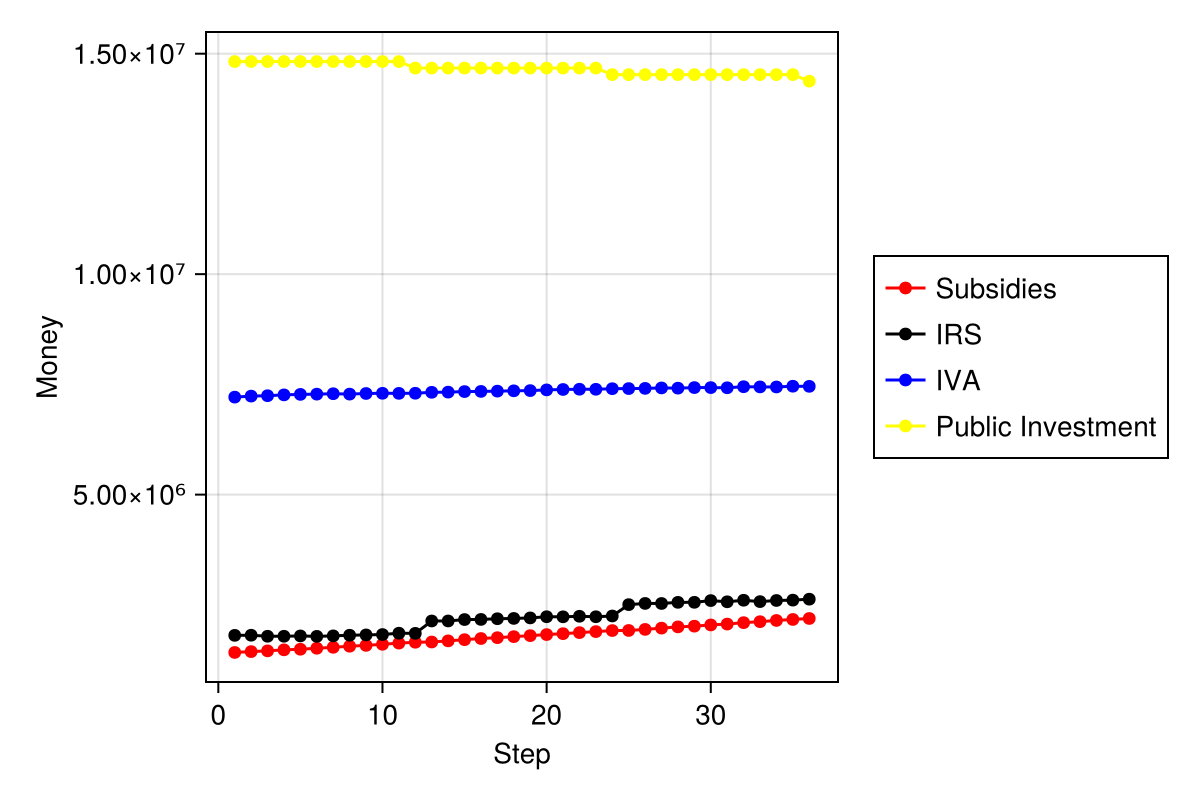 1.50×10⁷
1.00×10⁷
5.00×10⁶
Money
0 10 20 30
Step
Subsidies
IRS
IVA
Public Investment